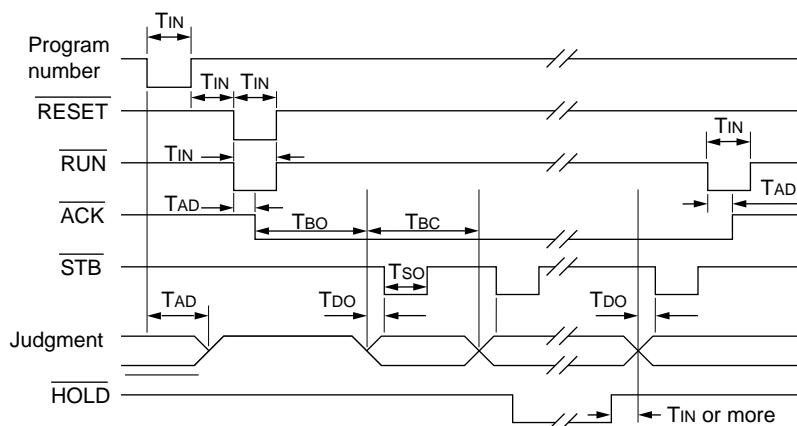 TIN
Program
number
TIN TIN
RESET
TIN
RUN
TIN
TAD
TAD
ACK
TBO
TBC
STB
TSO
TAD
TDO
TDO
Judgment
HOLD
TIN or more